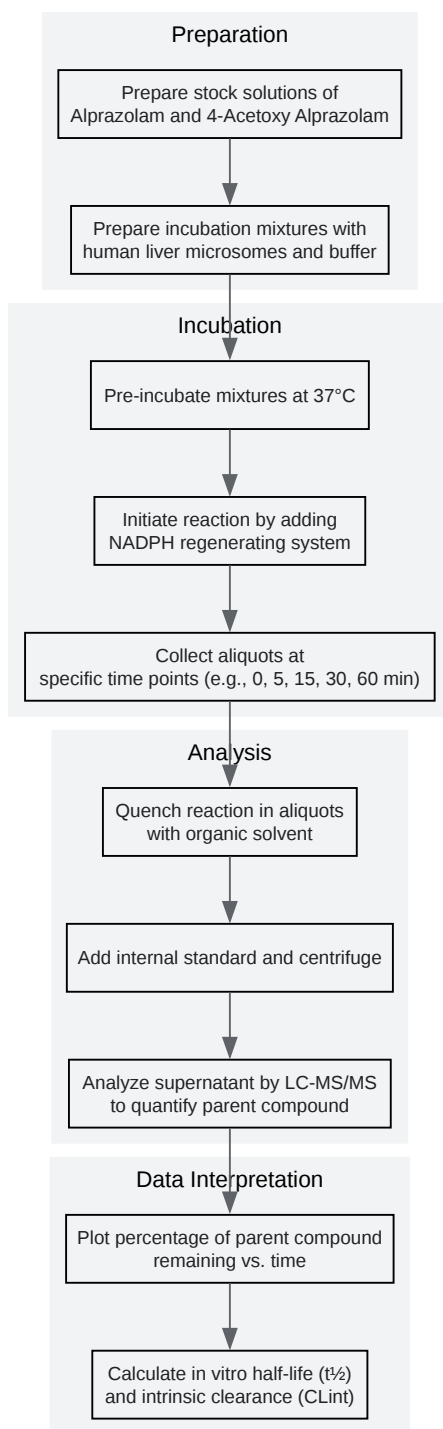 Preparation
Prepare stock solutions of
Alprazolam and 4-Acetoxy Alprazolam
Prepare incubation mixtures with
human liver microsomes and buffer
Incubation
Pre-incubate mixtures at 37°C
Initiate reaction by adding
NADPH regenerating system
Collect aliquots at
specific time points (e.g., 0, 5, 15, 30, 60 min)
Analysis
Quench reaction in aliquots
with organic solvent
Add internal standard and centrifuge
Analyze supernatant by LC-MS/MS
to quantify parent compound
Data Interpretation
Plot percentage of parent compound
remaining vs. time
Calculate in vitro half-life (t½)
and intrinsic clearance (CLint)